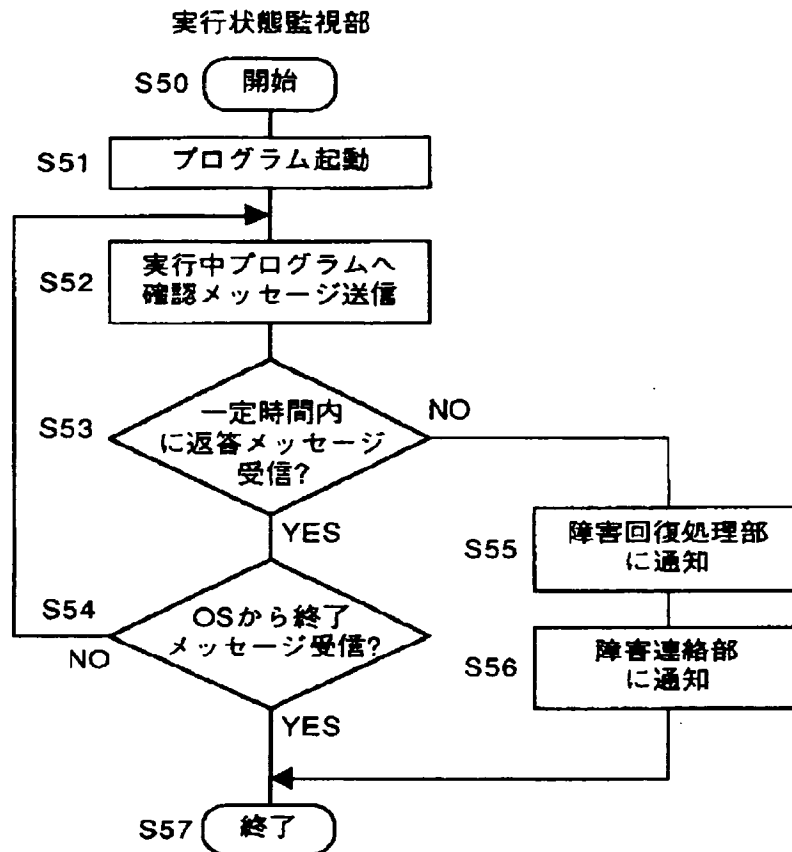 実行状態監視部
S50
開始
S51
プログラム起動
S52
実行中プログラムへ
確認メッセージ送信
S53
一定時間内
に返答メッセージ
受信?
NO
YES
S54
OSから終了
メッセージ受信?
NO
YES
S55
障害回復処理部
に通知
S56
障害連絡部
に通知
S57
終了